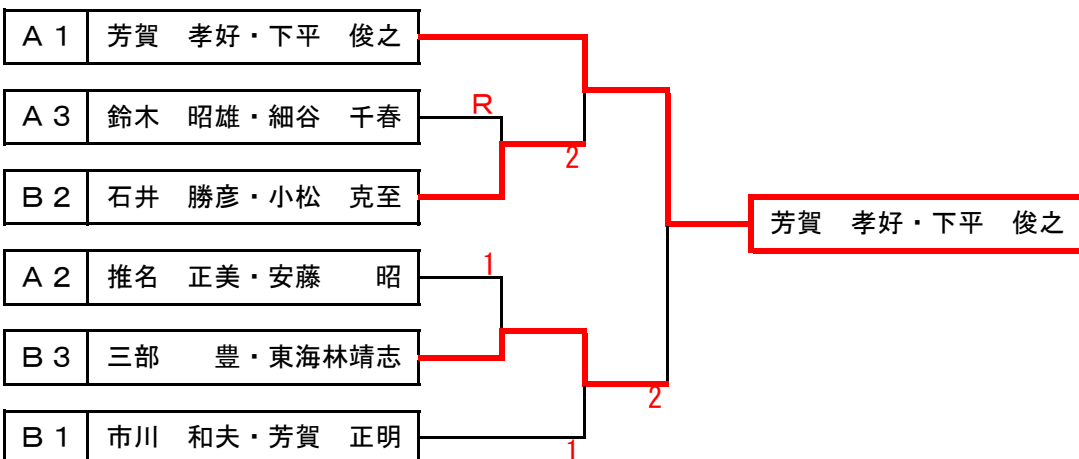 A1 芳賀 孝好・下平 俊之
A3 鈴木 昭雄・細谷 千春
R
2
B2 石井 勝彦・小松 克至
芳賀 孝好・下平 俊之
A2 推名 正美・安藤 昭
1
B3 三部 豊・東海林靖志
2
B1 市川 和夫・芳賀 正明
1